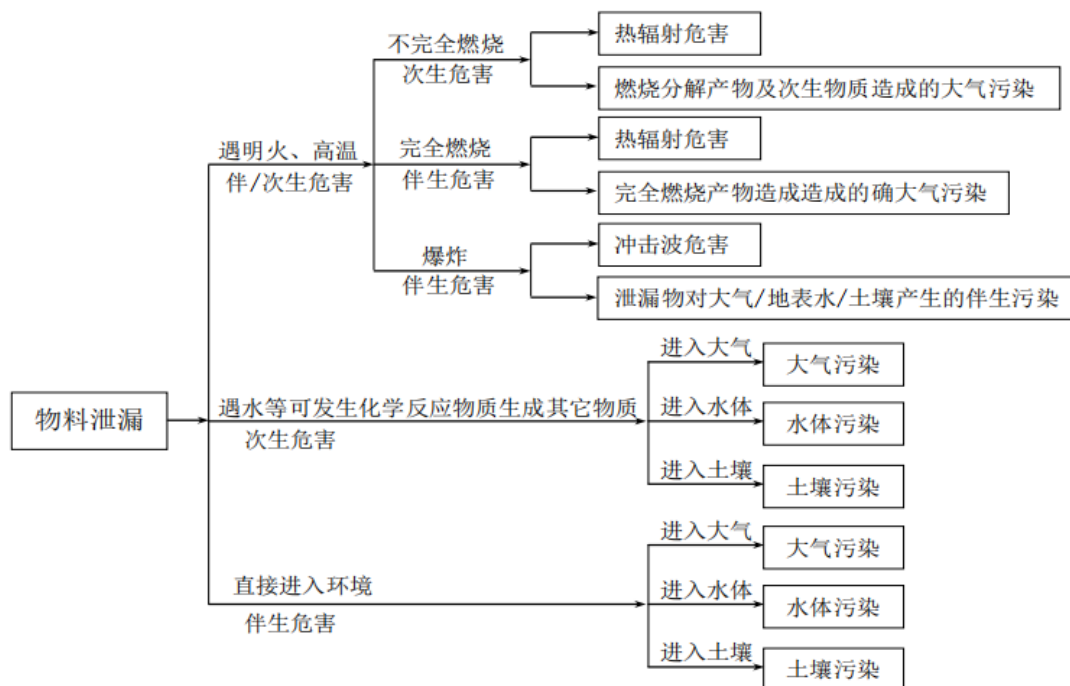 不完全燃烧
次生危害
热辐射危害
燃烧分解产物及次生物质造成的大气污染
遇明火、高温
伴/次生危害
完全燃烧
伴生危害
热辐射危害
完全燃烧产物造成造成的确大气污染
爆炸
伴生危害
冲击波危害
泄漏物对大气/地表水/土壤产生的伴生污染
物料泄漏
遇水等可发生化学反应物质生成其它物质
次生危害
进入大气
大气污染
进入水体
水体污染
进入土壤
土壤污染
直接进入环境
伴生危害
进入大气
大气污染
进入水体
水体污染
进入土壤
土壤污染